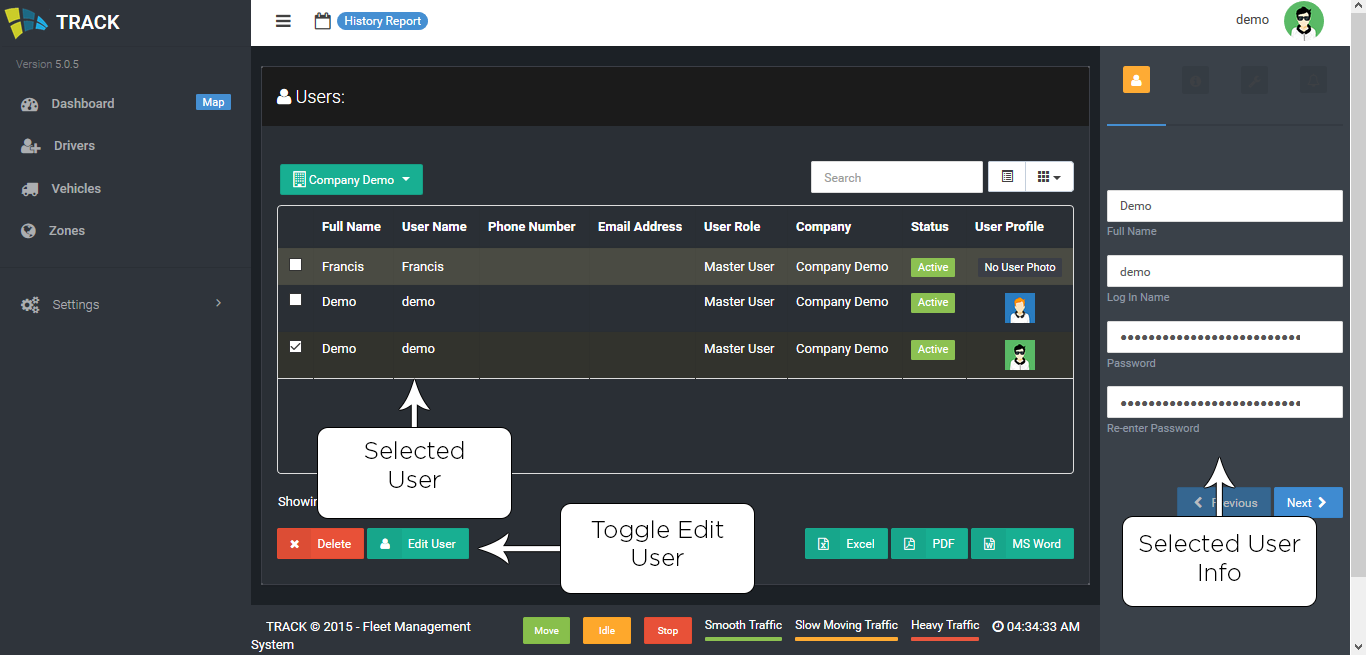 TRACK
Version 5.0.5
Dashboard
Map
Drivers
Vehicles
Zones
Settings
History Report
demo
Users:
Company Demo
Search
Full Name User Name Phone Number Email Address User Role Company Status User Profile
Francis Francis Master User Company Demo Active No User Photo
Demo demo Master User Company Demo Active
Demo demo Master User Company Demo Active
Selected
User
Delete
Edit User
Toggle Edit
User
Excel
PDF
MS Word
Demo
Full Name
demo
Log In Name
Password
Re-enter Password
Next
Selected User
Info
TRACK © 2015 - Fleet Management
System
Move
Idle
Stop
Smooth Traffic
Slow Moving Traffic
Heavy Traffic
04:34:33 AM